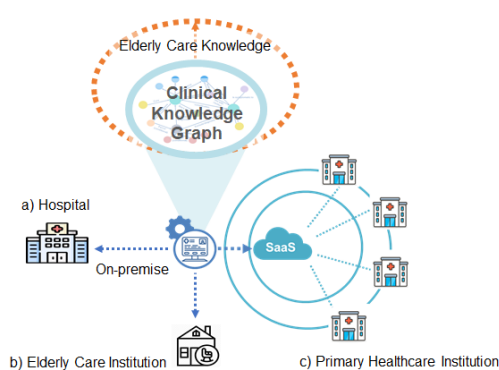 Elderly Care Knowledge
Clinical
Knowledge
Graph
a) Hospital
On-premise
SaaS
b) Elderly Care Institution
c) Primary Healthcare Institution